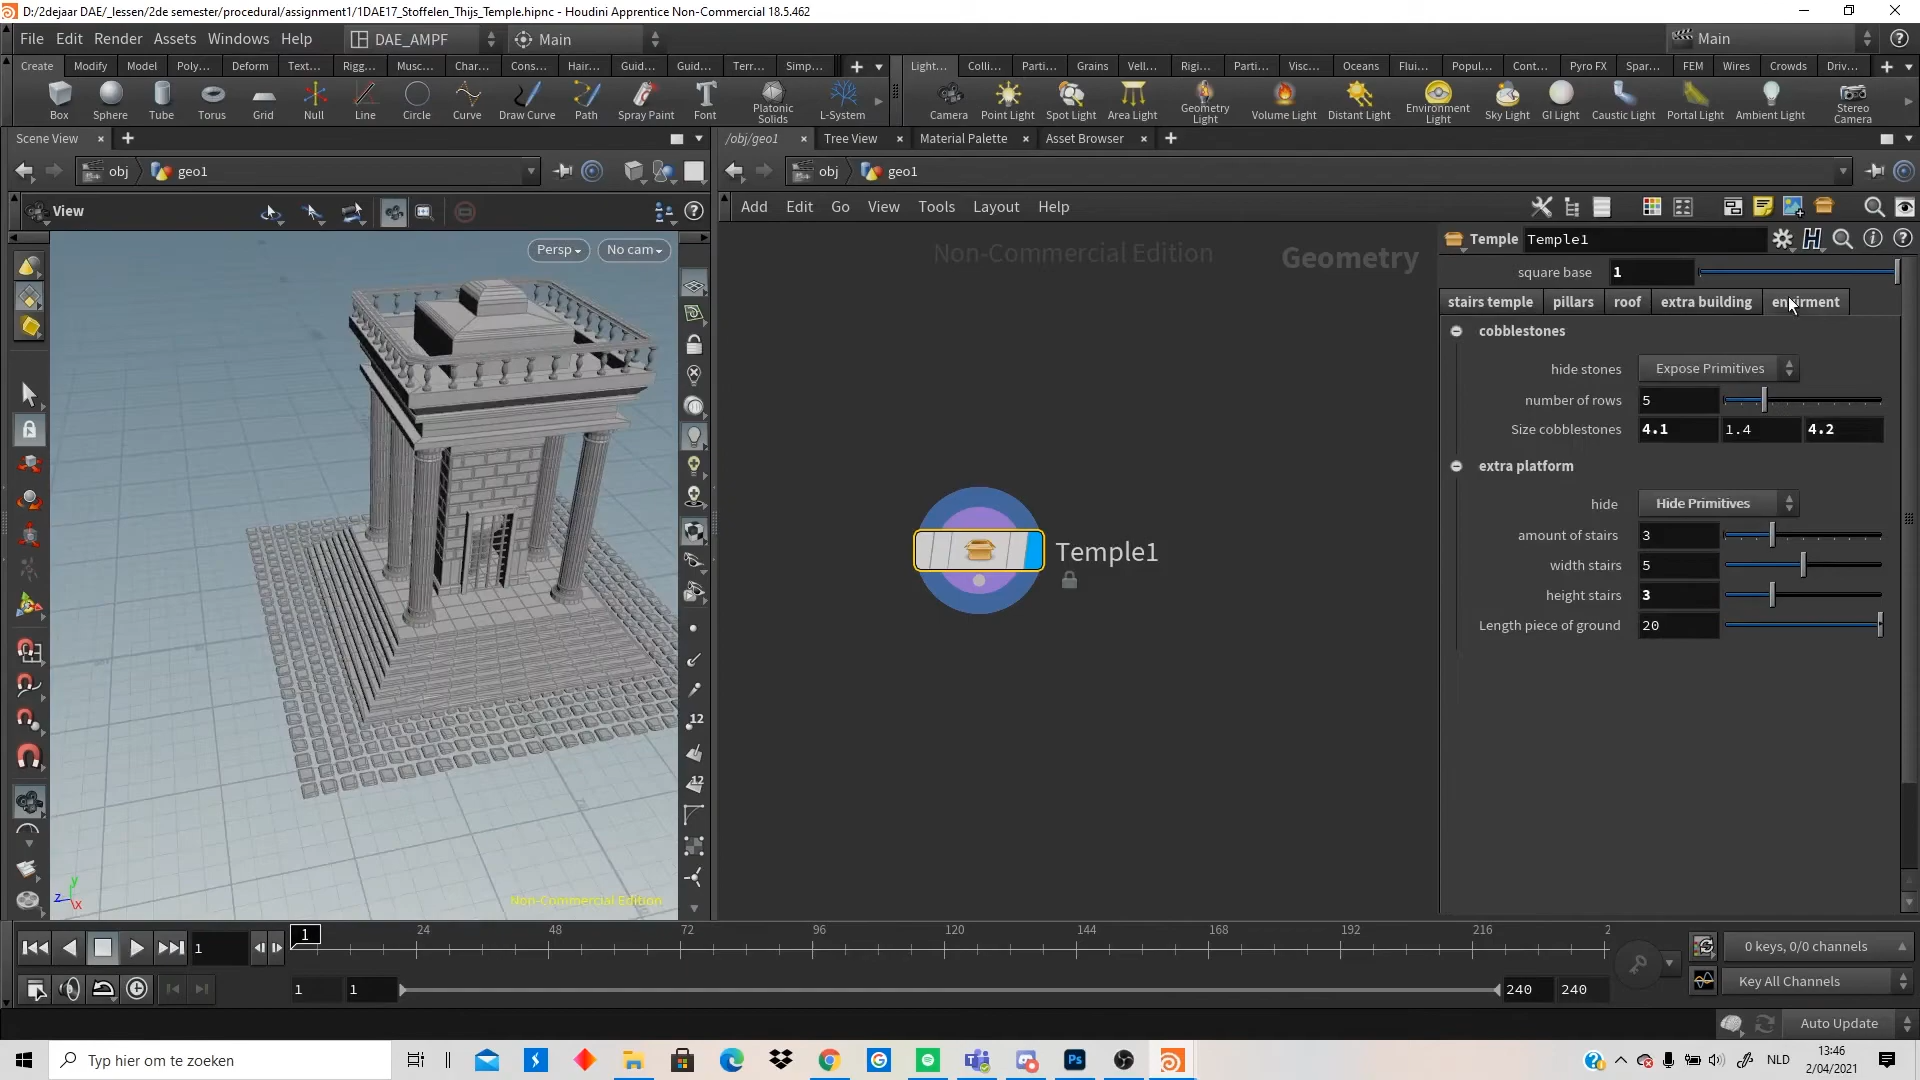 D:/2dejaar DAE/_lessen/2de semester/procedural/assignment1/1DAE17_Stoffelen_Thijs_Temple.hipnc - Houdini Apprentice Non-Commercial 18.5.462
File Edit Render Assets Windows Help DAE_AMPF Main Main
Create Modify Model Poly... Deform Text... Rigg... Musc... Char... Cons... Hair... Guid... Guid... Terr... Simp... Light... Colli... Parti... Grains Vell... Rigi... Parti... Visc... Oceans Flui... Popul... Cont... Pyro FX Spar... FEM Wires Crowds Driv...
Box Sphere Tube Torus Grid Null Line Circle Curve Draw Curve Path Spray Paint Font Platonic Solids L-System Camera Point Light Spot Light Area Light Geometry Light Volume Light Distant Light Environment Light Sky Light GI Light Caustic Light Portal Light Ambient Light Stereo Camera
Scene View /obj/geo1 Tree View Material Palette Asset Browser
obj geo1 obj geo1
View Add Edit Go View Tools Layout Help
Persp No cam
Non-Commercial Edition Geometry
Temple Temple1
square base 1
stairs temple pillars roof extra building
cobblestones
hide stones Expose Primitives
number of rows 5
Size cobblestones 4.1 1.4 4.2
extra platform
hide Hide Primitives
amount of stairs 3
width stairs 5
height stairs 3
Length piece of ground 20
Temple1
12
12
y
z x
Non-Commercial Edition
1 1 24 48 72 96 120 144 168 192 216 2
0 keys, 0/0 channels
1 1 240 240 Key All Channels
Auto Update
Typ hier om te zoeken
NLD
13:46
2/04/2021